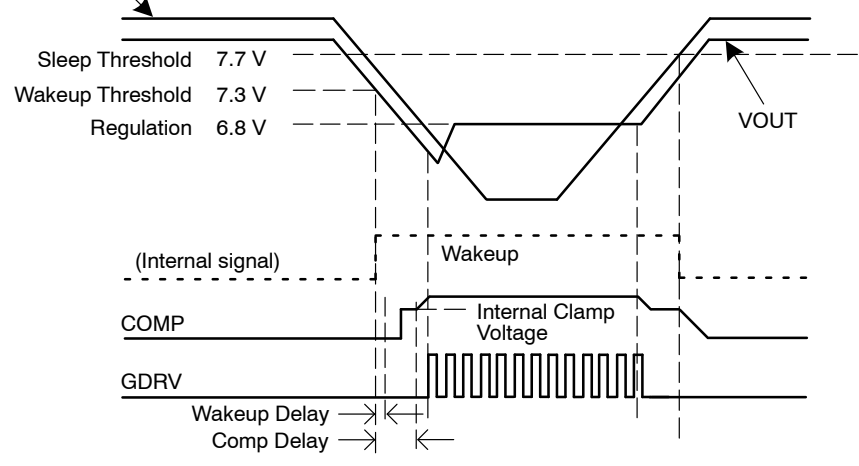 Sleep Threshold 7.7 V
Wakeup Threshold 7.3 V
Regulation 6.8 V
VOUT
(Internal signal)
Wakeup
COMP
Internal Clamp
Voltage
GDRV
Wakeup Delay
Comp Delay